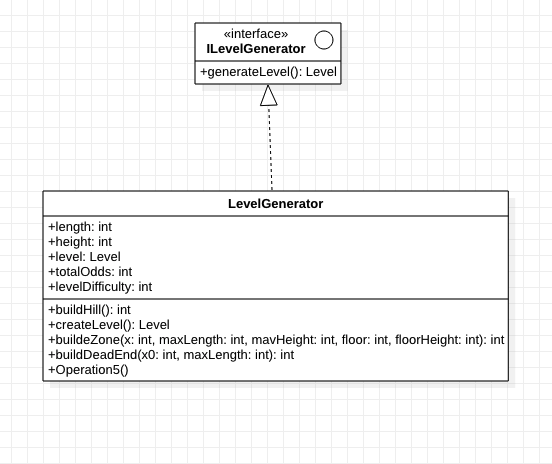 «interface»
ILevelGenerator
+generateLevel(): Level
LevelGenerator
+length: int
+height: int
+level: Level
+totalOdds: int
+levelDifficulty: int
+buildHill(): int
+createLevel(): Level
+buildeZone(x: int, maxLength: int, mavHeight: int, floor: int, floorHeight: int): int
+buildDeadEnd(x0: int, maxLength: int): int
+Operation5()